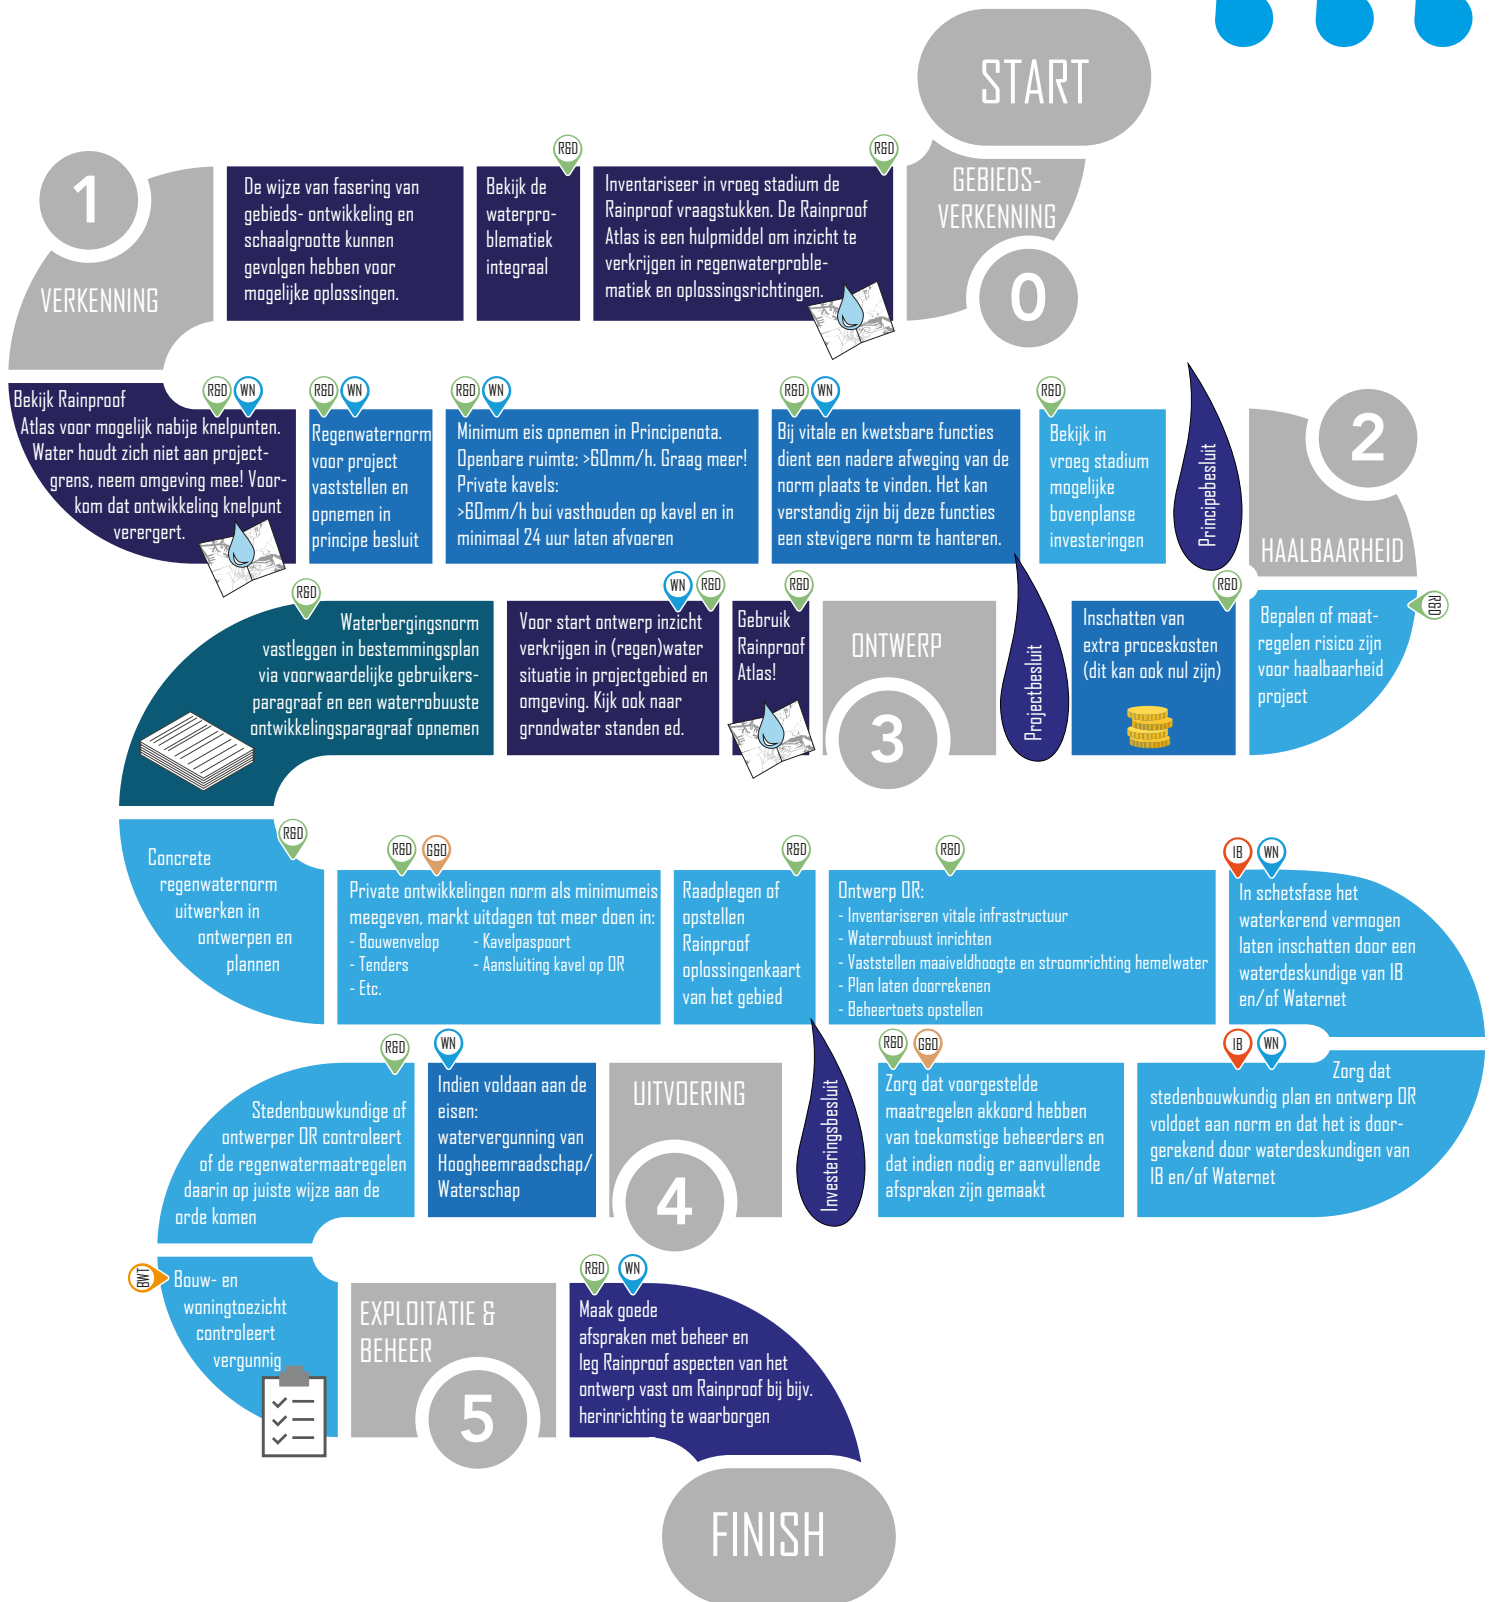 START
GEBIEDS-
VERKENNING
0
R&D
Inventariseer in vroeg stadium de
Rainproof vraagstukken. De Rainproof
Atlas is een hulpmiddel om inzicht te
verkrijgen in regenwaterproble-
matiek en oplossingsrichtingen.
R&D
Bekijk de
waterpro-
blematiek
integraal
De wijze van fasering van
gebieds- ontwikkeling en
schaalgrootte kunnen
gevolgen hebben voor
mogelijke oplossingen.
1
VERKENNING
R&D WN
Bekijk Rainproof
Atlas voor mogelijk nabije knelpunten.
Water houdt zich niet aan project-
grens, neem omgeving mee! Voor-
kom dat ontwikkeling knelpunt
verergert.
R&D WN
Regenwaternorm
voor project
vaststellen en
opnemen in
principe besluit
R&D WN
Minimum eis opnemen in Principenota.
Openbare ruimte: >60mm/h. Graag meer!
Private kavels:
>60mm/h bui vasthouden op kavel en in
minimaal 24 uur laten afvoeren
R&D WN
Bij vitale en kwetsbare functies
dient een nadere afweging van de
norm plaats te vinden. Het kan
verstandig zijn bij deze functies
een stevigere norm te hanteren.
R&D
Bekijk in
vroeg stadium
mogelijke
bovenplanse
investeringen
Principebesluit
2
HAALBAARHEID
R&D
Bepalen of maat-
regelen risico zijn
voor haalbaarheid
project
R&D
Inschatten van
extra proceskosten
(dit kan ook nul zijn)
Projectbesluit
ONTWERP
3
R&D
Gebruik
Rainproof
Atlas!
WN R&D
Voor start ontwerp inzicht
verkrijgen in (regen)water
situatie in projectgebied en
omgeving. Kijk ook naar
grondwater standen ed.
R&D
Waterbergingsnorm
vastleggen in bestemmingsplan
via voorwaardelijke gebruikers-
paragraaf en een waterrobuuste
ontwikkelingsparagraaf opnemen
R&D
Concrete
regenwaternorm
uitwerken in
ontwerpen en
plannen
R&D G&O
Private ontwikkelingen norm als minimumeis
meegeven, markt uitdagen tot meer doen in:
- Bouwenvelop - Kavelpaspoort
- Tenders - Aansluiting kavel op OR
- Etc.
R&D
Raadplegen of
opstellen
Rainproof
oplossingenkaart
van het gebied
R&D
Ontwerp OR:
- Inventariseren vitale infrastructuur
- Waterrobuust inrichten
- Vaststellen maaiveldhoogte en stroomrichting hemelwater
- Plan laten doorrekenen
- Beheertoets opstellen
IB WN
In schetsfase het
waterkerend vermogen
laten inschatten door een
waterdeskundige van IB
en/of Waternet
IB WN
Zorg dat
stedenbouwkundig plan en ontwerp OR
voldoet aan norm en dat het is door-
gerekend door waterdeskundigen van
IB en/of Waternet
R&D G&O
Zorg dat voorgestelde
maatregelen akkoord hebben
van toekomstige beheerders en
dat indien nodig er aanvullende
afspraken zijn gemaakt
Investeringsbesluit
UITVOERING
4
WN
Indien voldaan aan de
eisen:
watervergunning van
Hoogheemraadschap/
Waterschap
R&D
Stedenbouwkundige of
ontwerper OR controleert
of de regenwatermaatregelen
daarin op juiste wijze aan de
orde komen
BWT
Bouw- en
woningtoezicht
controleert
vergunnig
EXPLOITATIE &
BEHEER
5
R&D WN
Maak goede
afspraken met beheer en
leg Rainproof aspecten van het
ontwerp vast om Rainproof bij bijv.
herinrichting te waarborgen
FINISH